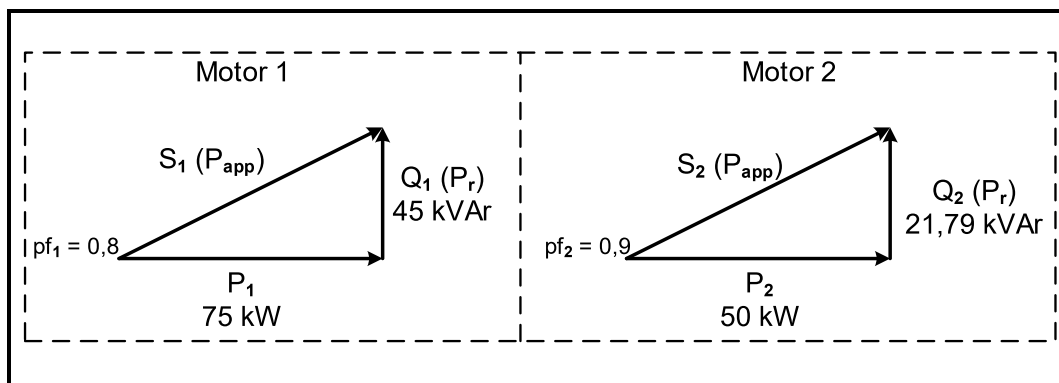 Motor 1
S₁ (Papp)
Q₁ (Pr)
45 kVAr
pf₁ = 0,8
P₁
75 kW
Motor 2
S₂ (Papp)
Q₂ (Pr)
21,79 kVAr
pf₂ = 0,9
P₂
50 kW